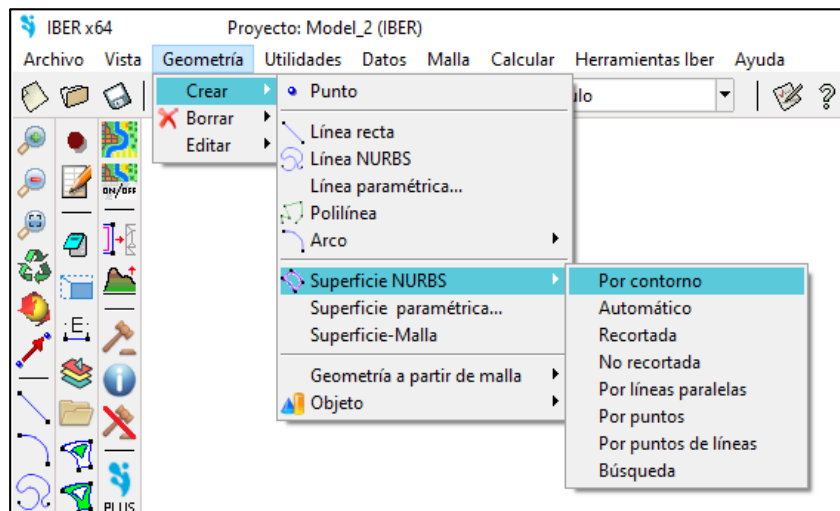 IBER x64 Proyecto: Model_2 (IBER)
Archivo Vista Geometría Utilidades Datos Malla Calcular Herramientas Iber Ayuda
Crear
Borrar
Editar
Punto
Línea recta
Línea NURBS
Línea paramétrica...
Polilínea
Arco
Superficie NURBS
Superficie paramétrica...
Superficie-Malla
Geometría a partir de malla
Objeto
Por contorno
Automático
Recortada
No recortada
Por líneas paralelas
Por puntos
Por puntos de líneas
Búsqueda
ulo
ON/OFF
E
PLUS